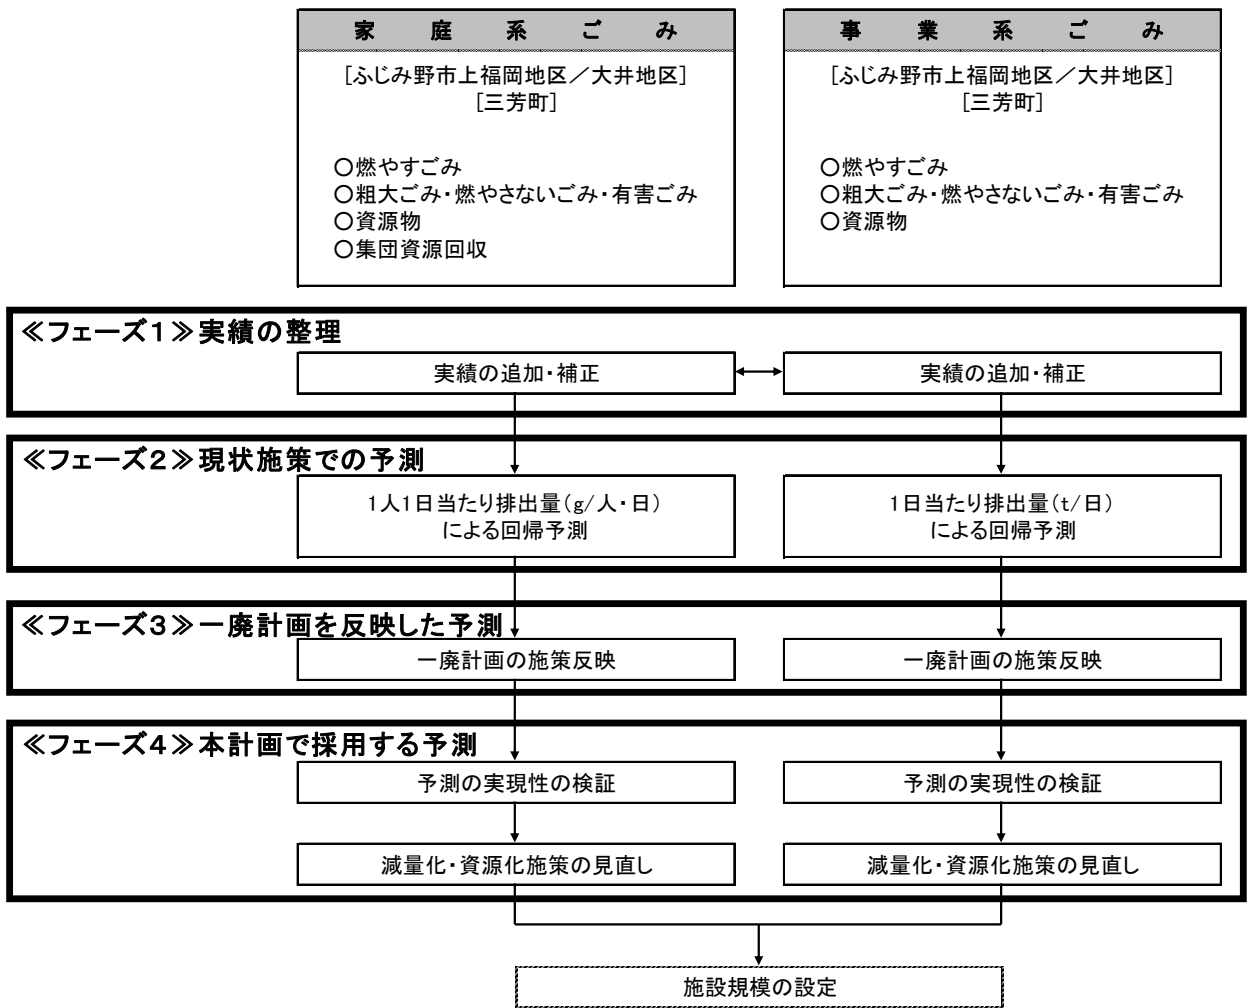 家庭系ごみ
[ふじみ野市上福岡地区／大井地区]
[三芳町]
○燃やすごみ
○粗大ごみ・燃やさないごみ・有害ごみ
○資源物
○集団資源回収
事業系ごみ
[ふじみ野市上福岡地区／大井地区]
[三芳町]
○燃やすごみ
○粗大ごみ・燃やさないごみ・有害ごみ
○資源物
≪フェーズ１≫実績の整理
実績の追加・補正
実績の追加・補正
≪フェーズ２≫現状施策での予測
1人1日当たり排出量(g/人・日)
による回帰予測
1日当たり排出量(t/日)
による回帰予測
≪フェーズ３≫一廃計画を反映した予測
一廃計画の施策反映
一廃計画の施策反映
≪フェーズ４≫本計画で採用する予測
予測の実現性の検証
予測の実現性の検証
減量化・資源化施策の見直し
減量化・資源化施策の見直し
施設規模の設定